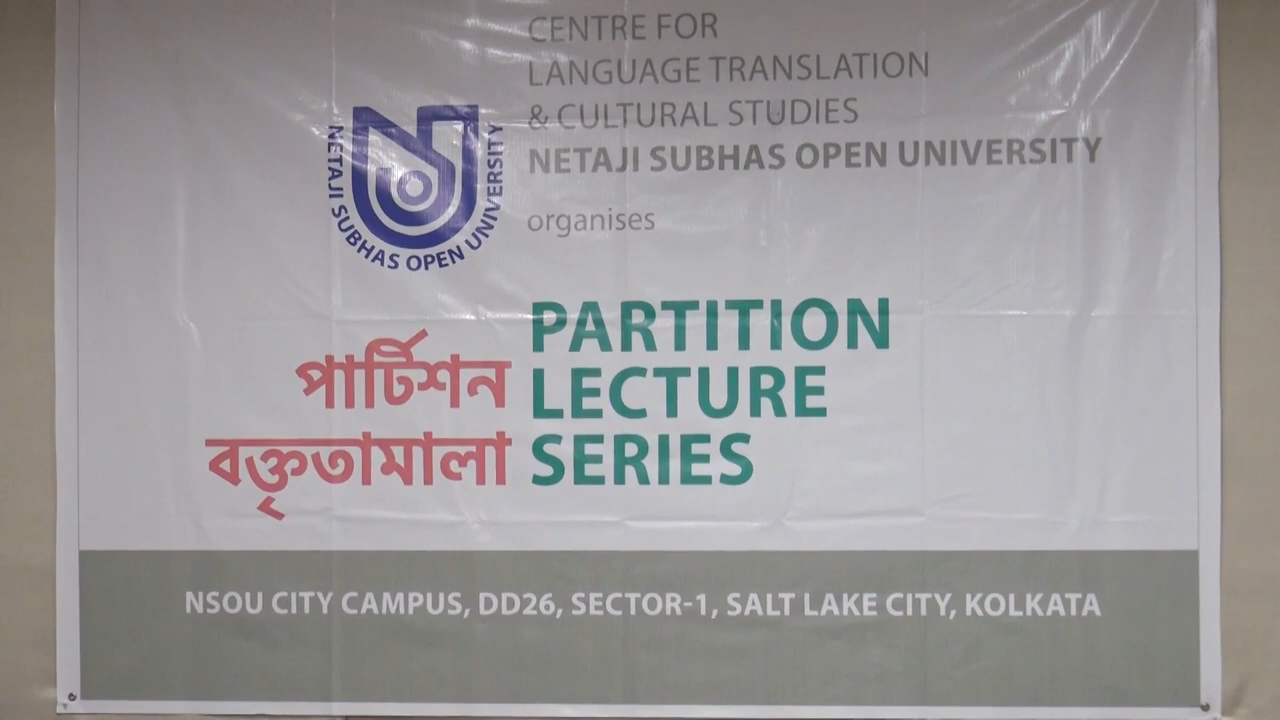 CENTRE FOR
LANGUAGE TRANSLATION
& CULTURAL STUDIES
NETAJI SUBHAS OPEN UNIVERSITY
organises
NETAJI SUBHAS OPEN UNIVERSITY
পার্টিশন
বক্তৃতামালা
PARTITION
LECTURE
SERIES
NSOU CITY CAMPUS, DD26, SECTOR-1, SALT LAKE CITY, KOLKATA